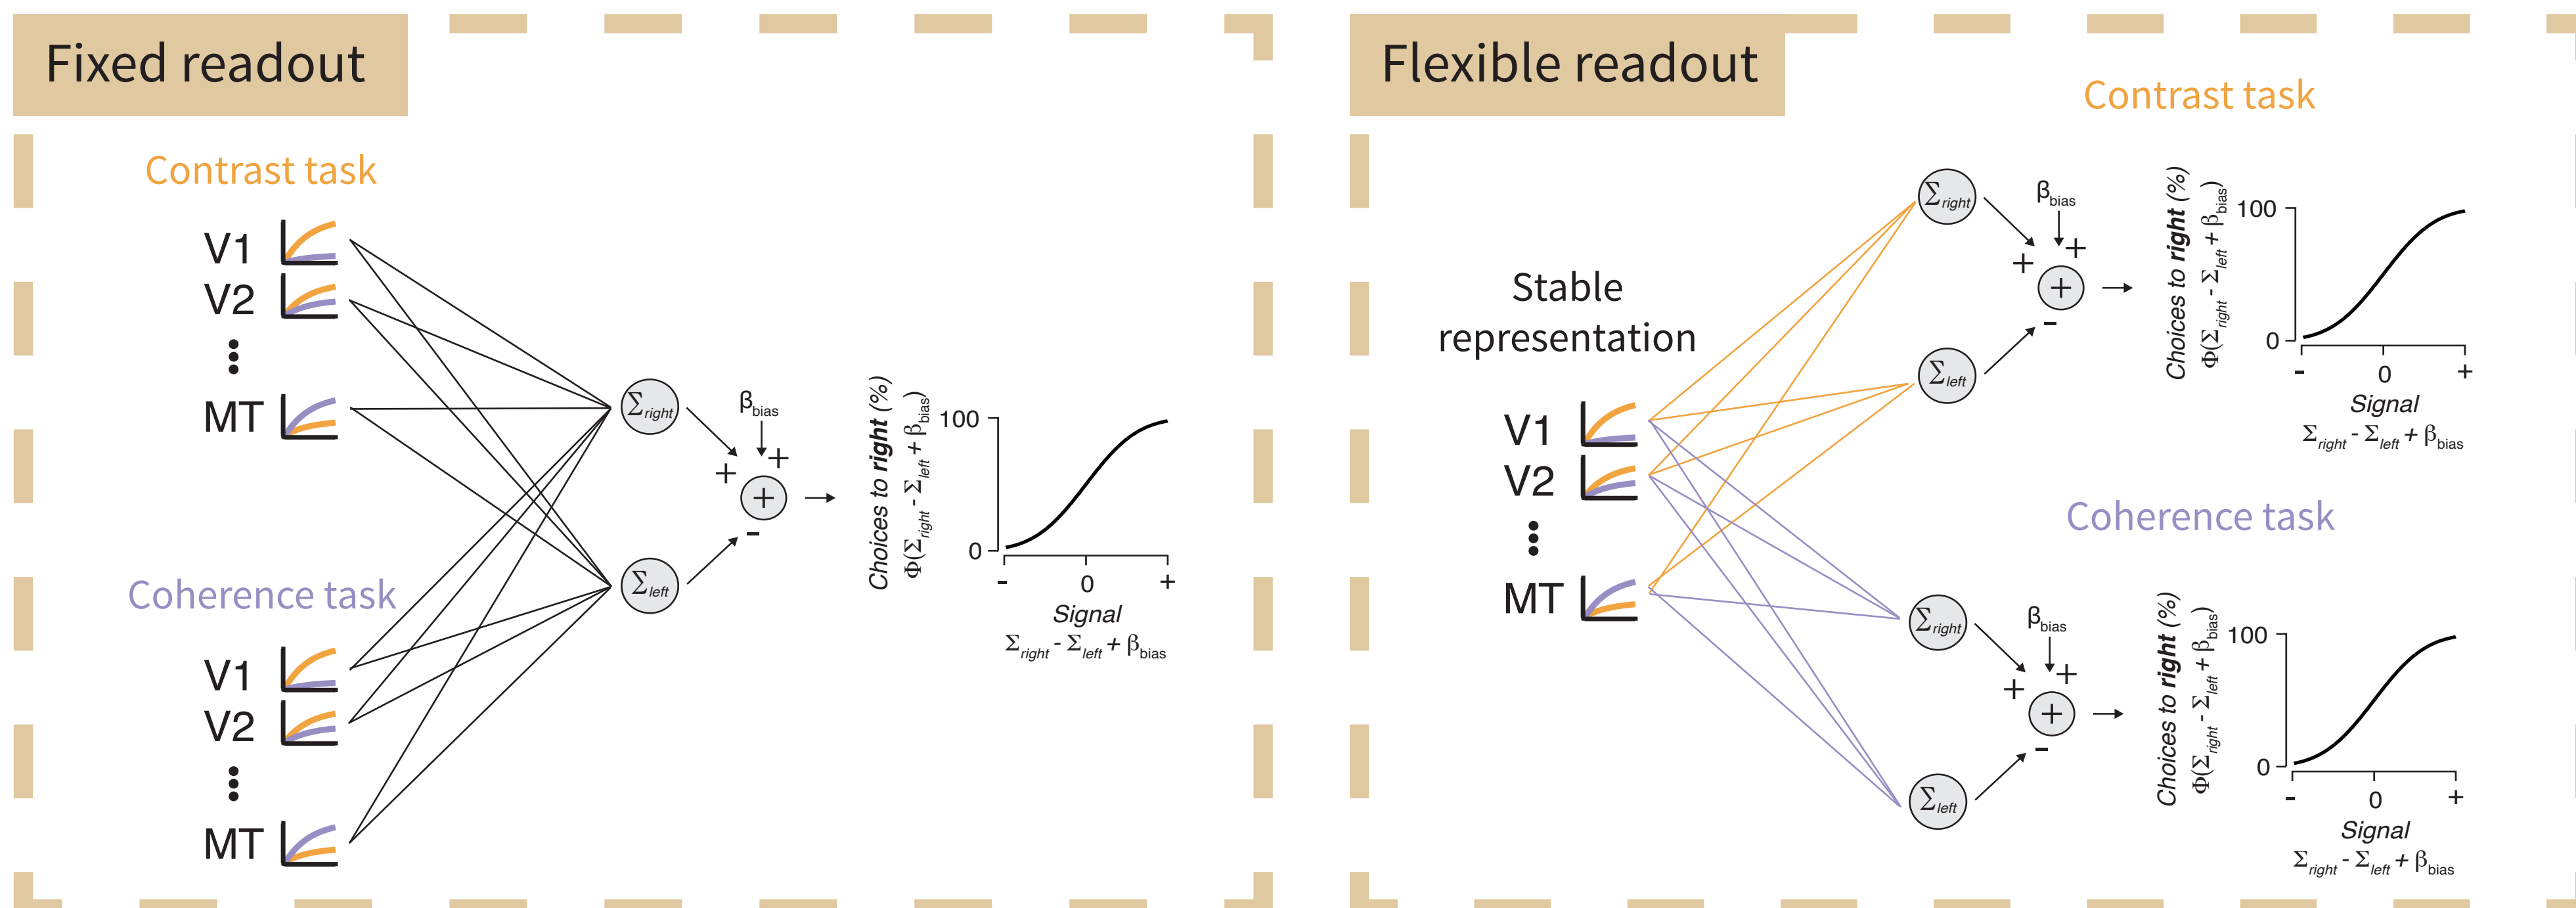 Fixed readout
Contrast task
V1
V2
MT
Coherence task
V1
V2
MT
Σright
Σleft
βbias
+
+
+
-
Choices to right (%)
Φ(Σright - Σleft + βbias)
100
0
- 0 +
Signal
Σright - Σleft + βbias
Flexible readout
Stable
representation
V1
V2
MT
Contrast task
Σright
Σleft
βbias
+
+
+
-
Choices to right (%)
Φ(Σright - Σleft + βbias)
100
0
- 0 +
Signal
Σright - Σleft + βbias
Coherence task
Σright
Σleft
βbias
+
+
+
-
Choices to right (%)
Φ(Σright - Σleft + βbias)
100
0
- 0 +
Signal
Σright - Σleft + βbias